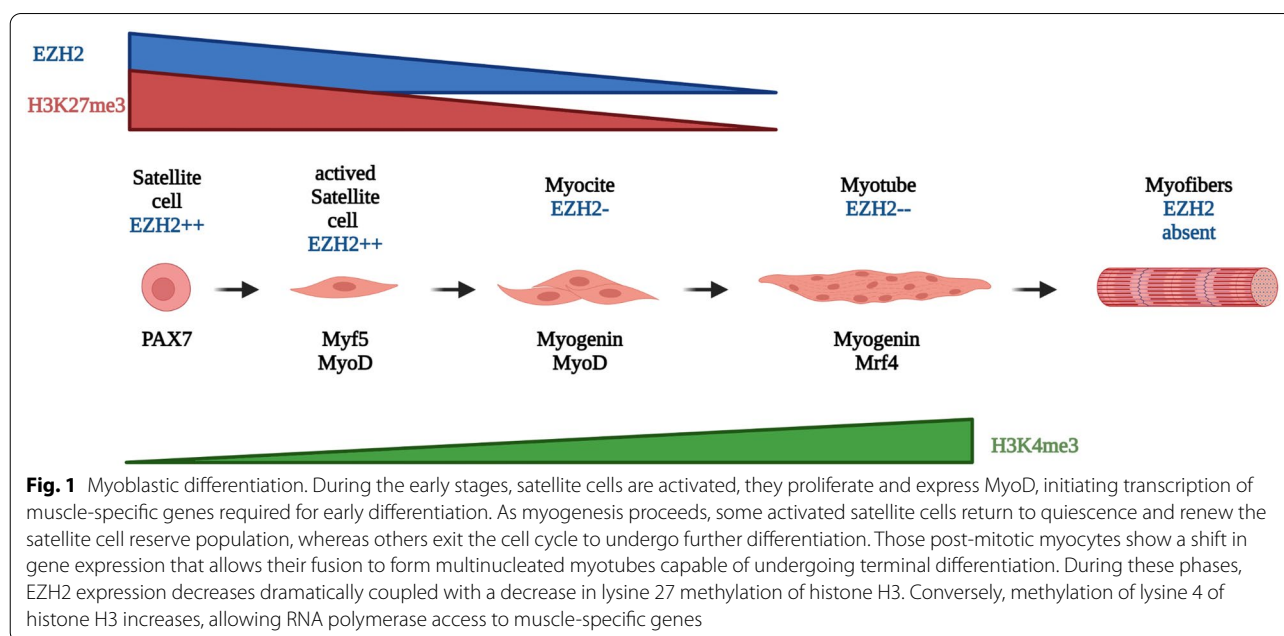 EZH2
H3K27me3
Satellite
cell
EZH2++
actived
Satellite
cell
EZH2++
Myocite
EZH2-
Myotube
EZH2--
Myofibers
EZH2
absent
PAX7
Myf5
MyoD
Myogenin
MyoD
Myogenin
Mrf4
H3K4me3
Fig. 1 Myoblastic differentiation. During the early stages, satellite cells are activated, they proliferate and express MyoD, initiating transcription of
muscle-specific genes required for early differentiation. As myogenesis proceeds, some activated satellite cells return to quiescence and renew the
satellite cell reserve population, whereas others exit the cell cycle to undergo further differentiation. Those post-mitotic myocytes show a shift in
gene expression that allows their fusion to form multinucleated myotubes capable of undergoing terminal differentiation. During these phases,
EZH2 expression decreases dramatically coupled with a decrease in lysine 27 methylation of histone H3. Conversely, methylation of lysine 4 of
histone H3 increases, allowing RNA polymerase access to muscle-specific genes